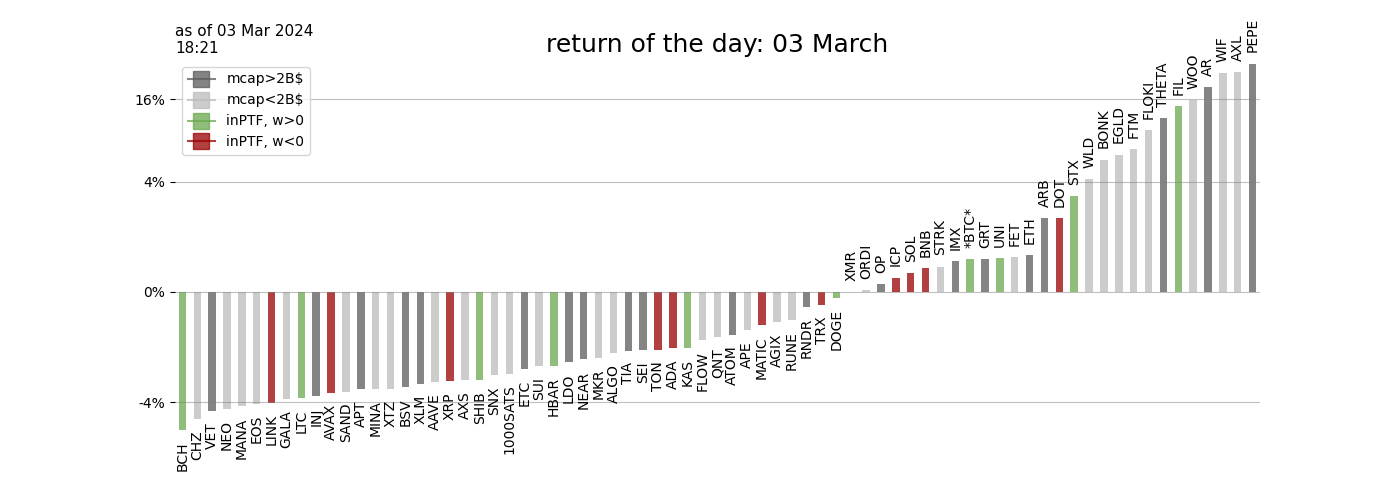 as of 03 Mar 2024
18:21
return of the day: 03 March
mcap>2B$
mcap<2B$
inPTF, w>0
inPTF, w<0
16%
4%
0%
-4%
BCH
CHZ
VET
NEO
MANA
EOS
LINK
GALA
LTC
INJ
AVAX
SAND
APT
MINA
XTZ
BSV
XLM
AAVE
XRP
AXS
SHIB
SNX
1000SATS
ETC
SUI
HBAR
LDO
NEAR
MKR
ALGO
TIA
SEI
TON
ADA
KAS
FLOW
QNT
ATOM
APE
MATIC
AGIX
RUNE
RNDR
TRX
DOGE
XMR
ORDI
OP
ICP
SOL
BNB
STRK
IMX
*BTC*
GRT
UNI
FET
ETH
ARB
DOT
STX
WLD
BONK
EGLD
FTM
FLOKI
THETA
FIL
WOO
AR
WIF
AXL
PEPE